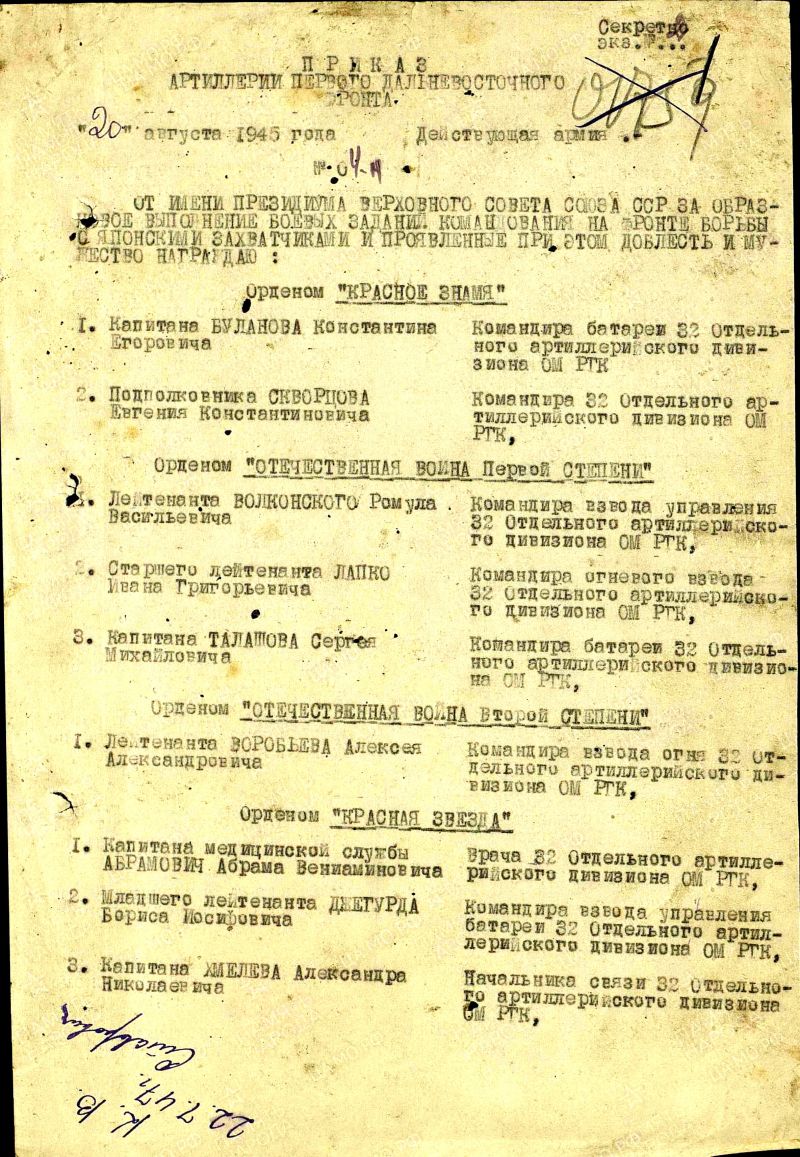 Секретно
экз.№...
ПРИКАЗ
АРТИЛЛЕРИИ ПЕРВОГО ДАЛЬНЕВОСТОЧНОГО
ФРОНТА.
"20" августа 1945 года Действующая армия.-
№ 04-н
ОТ ИМЕНИ ПРЕЗИДИУМА ВЕРХОВНОГО СОВЕТА СОЮЗА ССР ЗА ОБРАЗ-
ЦОВОЕ ВЫПОЛНЕНИЕ БОЕВЫХ ЗАДАНИЙ КОМАНДОВАНИЯ НА ФРОНТЕ БОРЬБЫ
С ЯПОНСКИМИ ЗАХВАТЧИКАМИ И ПРОЯВЛЕННЫЕ ПРИ ЭТОМ ДОБЛЕСТЬ И МУ-
ЖЕСТВО НАГРАЖДАЮ :
Орденом "КРАСНОЕ ЗНАМЯ"
1. Капитана БУЛАНОВА Константина Командира батареи 32 Отдель-
Егоровича ного артиллерийского диви-
зиона ОМ РГК
2. Подполковника СКВОРЦОВА Командира 32 Отдельного ар-
Евгения Константиновича тиллерийского дивизиона ОМ
РГК,
Орденом "ОТЕЧЕСТВЕННАЯ ВОЙНА Первой СТЕПЕНИ"
1. Лейтенанта ВОЛКОНСКОГО Ромула Командира взвода управления
Васильевича 32 Отдельного артиллерийско-
го дивизиона ОМ РГК,
2. Старшего лейтенанта ЛАПКО Командира огневого взвода
Ивана Григорьевича 32 Отдельного артиллерийско-
го дивизиона ОМ РГК,
3. Капитана ТАЛАШОВА Сергея Командира батареи 32 Отдель-
Михайловича ного артиллерийского дивизио-
на ОМ РГК,
Орденом "ОТЕЧЕСТВЕННАЯ ВОЙНА Второй СТЕПЕНИ"
1. Лейтенанта ВОРОБЬЕВА Алексея Командира взвода огня 32 От-
Александровича дельного артиллерийского ди-
визиона ОМ РГК,
Орденом "КРАСНАЯ ЗВЕЗДА"
1. Капитана медицинской службы Врача 32 Отдельного артилле-
АБРАМОВИЧ Абрама Вениаминовича рийского дивизиона ОМ РГК,
2. Младшего лейтенанта ДЖЕГУРДА Командира взвода управления
Бориса Иосифовича батареи 32 Отдельного артил-
лерийского дивизиона ОМ РГК,
3. Капитана ХМЕЛЕВА Александра Начальника связи 32 Отдельно-
Николаевича го артиллерийского дивизиона
ОМ РГК,
К. В.
22.7.47г.